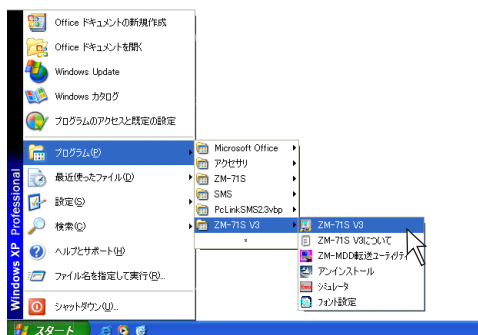 Office ドキュメントの新規作成
Office ドキュメントを開く
Windows Update
Windows カタログ
プログラムのアクセスと既定の設定
プログラム(P)
最近使ったファイル(D)
設定(S)
検索(C)
ヘルプとサポート(H)
ファイル名を指定して実行(R)...
シャットダウン(U)...
Windows XP Professional
スタート
Microsoft Office
アクセサリ
ZM-71S
SMS
PcLinkSMS2.3vbp
ZM-71S V3
ZM-71S V3
ZM-71S V3について
ZM-MDD転送ユーティリティ
アンインストール
シミュレータ
フォント設定